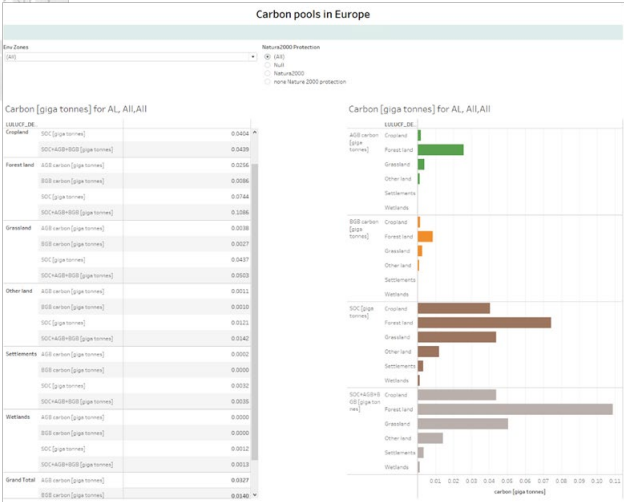 Carbon pools in Europe
Env Zones
(All)
Natura2000 Protection
(All)
Null
Natura2000
none Nature 2000 protection
Carbon [giga tonnes] for AL, All,All
LULUCF_DE..
Cropland SOC [giga tonnes] 0.0404
SOC+AGB+BGB [giga tonnes] 0.0439
Forest land AGB carbon [giga tonnes] 0.0256
BGB carbon [giga tonnes] 0.0086
SOC [giga tonnes] 0.0744
SOC+AGB+BGB [giga tonnes] 0.1086
Grassland AGB carbon [giga tonnes] 0.0038
BGB carbon [giga tonnes] 0.0027
SOC [giga tonnes] 0.0437
SOC+AGB+BGB [giga tonnes] 0.0503
Other land AGB carbon [giga tonnes] 0.0011
BGB carbon [giga tonnes] 0.0010
SOC [giga tonnes] 0.0121
SOC+AGB+BGB [giga tonnes] 0.0142
Settlements AGB carbon [giga tonnes] 0.0002
BGB carbon [giga tonnes] 0.0000
SOC [giga tonnes] 0.0032
SOC+AGB+BGB [giga tonnes] 0.0035
Wetlands AGB carbon [giga tonnes] 0.0000
BGB carbon [giga tonnes] 0.0000
SOC [giga tonnes] 0.0012
SOC+AGB+BGB [giga tonnes] 0.0013
Grand Total AGB carbon [giga tonnes] 0.0327
BGB carbon [giga tonnes] 0.0140
Carbon [giga tonnes] for AL, All,All
LULUCF_DE..
AGB carbon [giga tonnes]
Cropland
Forest land
Grassland
Other land
Settlements
Wetlands
BGB carbon [giga tonnes]
Cropland
Forest land
Grassland
Other land
Settlements
Wetlands
SOC [giga tonnes]
Cropland
Forest land
Grassland
Other land
Settlements
Wetlands
SOC+AGB+B
GB [giga ton
nes]
Cropland
Forest land
Grassland
Other land
Settlements
Wetlands
0.01 0.02 0.03 0.04 0.05 0.06 0.07 0.08 0.09 0.10 0.11
carbon [giga tonnes]